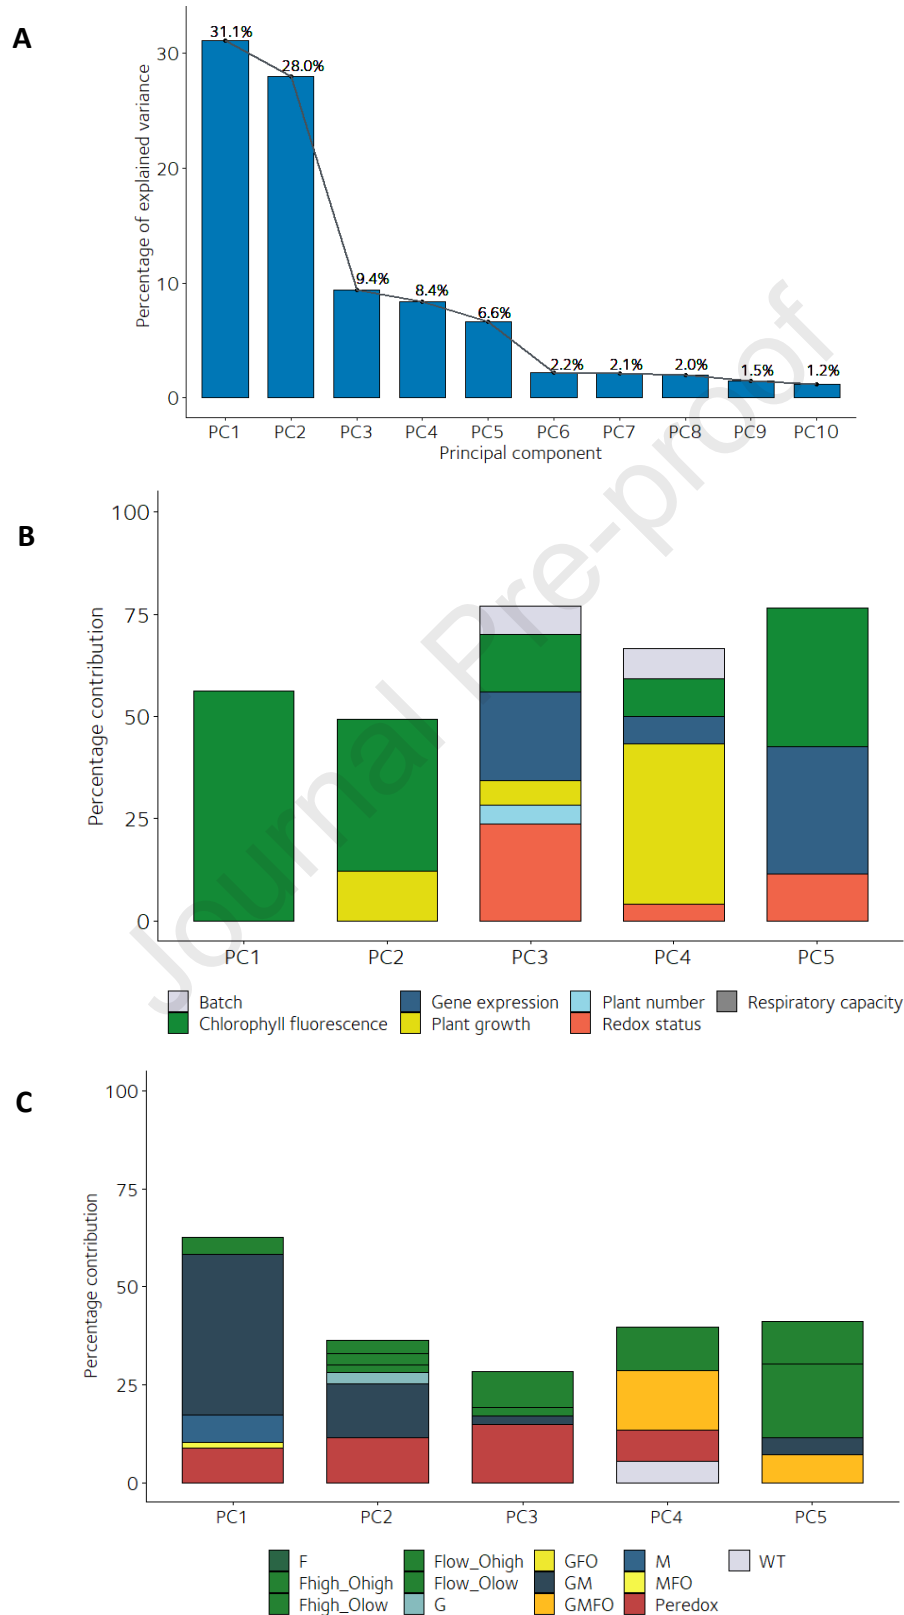 A
Percentage of explained variance
30
20
10
0
31.1%
28.0%
9.4%
8.4%
6.6%
2.2%
2.1%
2.0%
1.5%
1.2%
PC1 PC2 PC3 PC4 PC5 PC6 PC7 PC8 PC9 PC10
Principal component
Journal Pre-proof
B
Percentage contribution
100
75
50
25
0
PC1 PC2 PC3 PC4 PC5
Batch Gene expression Plant number Respiratory capacity
Chlorophyll fluorescence Plant growth Redox status
C
Percentage contribution
100
75
50
25
0
PC1 PC2 PC3 PC4 PC5
F Flow_Ohigh GFO M WT
Fhigh_Ohigh Flow_Olow GM MFO
Fhigh_Olow G GMFO Peredox